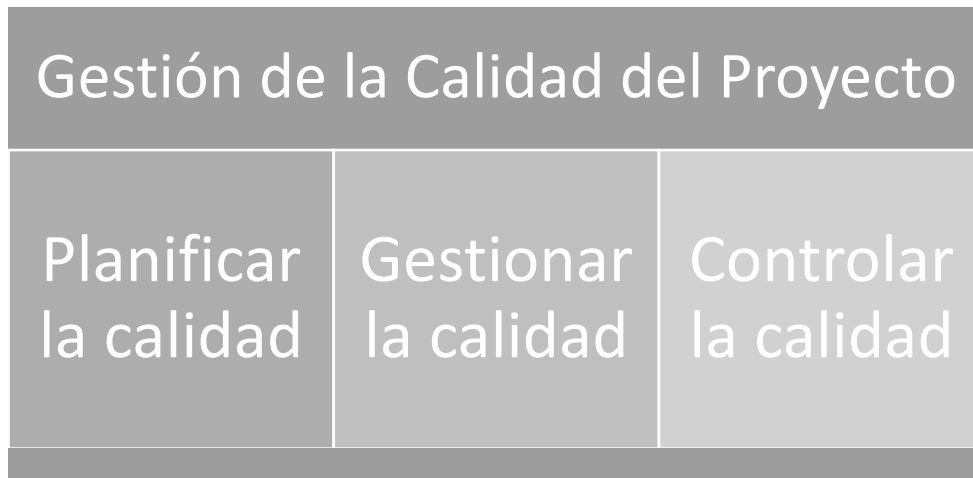 Gestión de la Calidad del Proyecto
Planificar
la calidad
Gestionar
la calidad
Controlar
la calidad